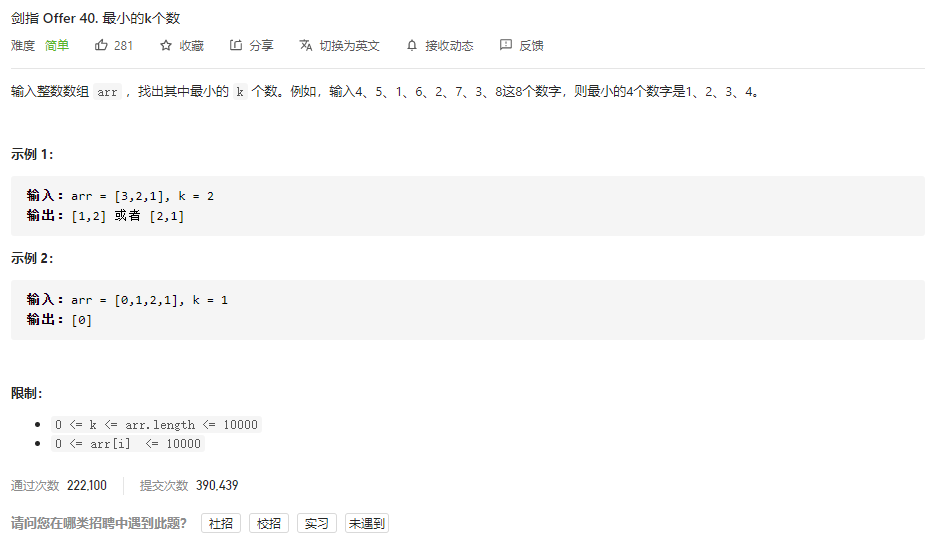 剑指 Offer 40. 最小的k个数
难度 简单 281 收藏 分享 切换为英文 接收动态 反馈
输入整数数组 arr ，找出其中最小的 k 个数。例如，输入4、5、1、6、2、7、3、8这8个数字，则最小的4个数字是1、2、3、4。
示例 1：
输入：arr = [3,2,1], k = 2
输出：[1,2] 或者 [2,1]
示例 2：
输入：arr = [0,1,2,1], k = 1
输出：[0]
限制：
0 <= k <= arr.length <= 10000
0 <= arr[i] <= 10000
通过次数 222,100 提交次数 390,439
请问您在哪类招聘中遇到此题？ 社招 校招 实习 未遇到